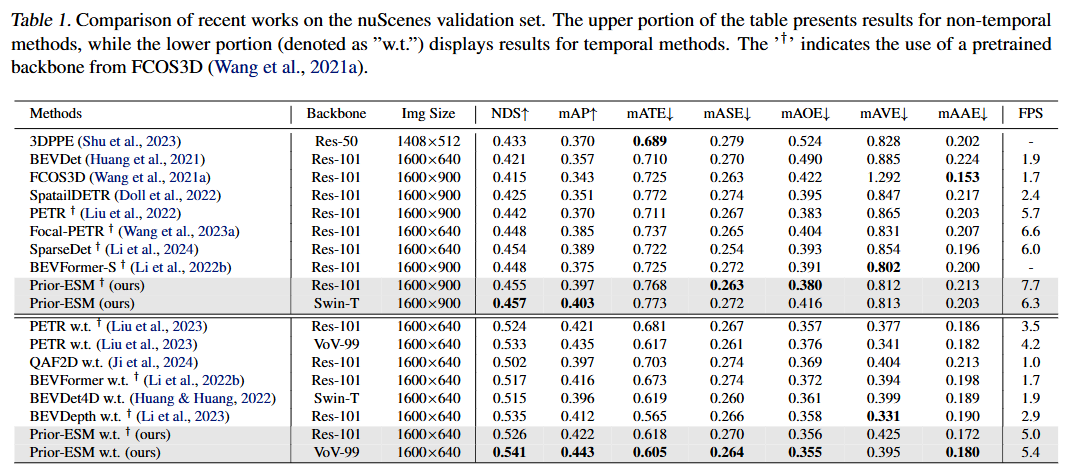 Table 1. Comparison of recent works on the nuScenes validation set. The upper portion of the table presents results for non-temporal
methods, while the lower portion (denoted as ”w.t.”) displays results for temporal methods. The ’†’ indicates the use of a pretrained
backbone from FCOS3D (Wang et al., 2021a).
Methods Backbone Img Size NDS↑ mAP↑ mATE↓ mASE↓ mAOE↓ mAVE↓ mAAE↓ FPS
3DPPE (Shu et al., 2023) Res-50 1408×512 0.433 0.370 0.689 0.279 0.524 0.828 0.202 -
BEVDet (Huang et al., 2021) Res-101 1600×640 0.421 0.357 0.710 0.270 0.490 0.885 0.224 1.9
FCOS3D (Wang et al., 2021a) Res-101 1600×900 0.415 0.343 0.725 0.263 0.422 1.292 0.153 1.7
SpatailDETR (Doll et al., 2022) Res-101 1600×900 0.425 0.351 0.772 0.274 0.395 0.847 0.217 2.4
PETR † (Liu et al., 2022) Res-101 1600×900 0.442 0.370 0.711 0.267 0.383 0.865 0.203 5.7
Focal-PETR † (Wang et al., 2023a) Res-101 1600×640 0.448 0.385 0.737 0.265 0.404 0.831 0.207 6.6
SparseDet † (Li et al., 2024) Res-101 1600×640 0.454 0.389 0.722 0.254 0.393 0.854 0.196 6.0
BEVFormer-S † (Li et al., 2022b) Res-101 1600×900 0.448 0.375 0.725 0.272 0.391 0.802 0.200 -
Prior-ESM † (ours) Res-101 1600×900 0.455 0.397 0.768 0.263 0.380 0.812 0.213 7.7
Prior-ESM (ours) Swin-T 1600×900 0.457 0.403 0.773 0.272 0.416 0.813 0.203 6.3
PETR w.t. † (Liu et al., 2023) Res-101 1600×640 0.524 0.421 0.681 0.267 0.357 0.377 0.186 3.5
PETR w.t. (Liu et al., 2023) VoV-99 1600×640 0.533 0.435 0.617 0.261 0.376 0.341 0.182 4.2
QAF2D w.t. (Ji et al., 2024) Res-101 1600×640 0.502 0.397 0.703 0.274 0.369 0.404 0.213 1.0
BEVFormer w.t. † (Li et al., 2022b) Res-101 1600×640 0.517 0.416 0.673 0.274 0.372 0.394 0.198 1.7
BEVDet4D w.t. (Huang & Huang, 2022) Swin-T 1600×640 0.515 0.396 0.619 0.260 0.361 0.399 0.189 1.9
BEVDepth w.t. † (Li et al., 2023) Res-101 1600×640 0.535 0.412 0.565 0.266 0.358 0.331 0.190 2.9
Prior-ESM w.t. † (ours) Res-101 1600×640 0.526 0.422 0.618 0.270 0.356 0.425 0.172 5.0
Prior-ESM w.t. (ours) VoV-99 1600×640 0.541 0.443 0.605 0.264 0.355 0.395 0.180 5.4